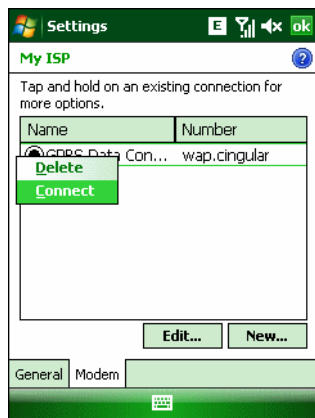 Settings E ok
My ISP ?
Tap and hold on an existing connection for
more options.
Name Number
GPRS Data Con... wap.cingular
Delete
Connect
Edit... New...
General Modem